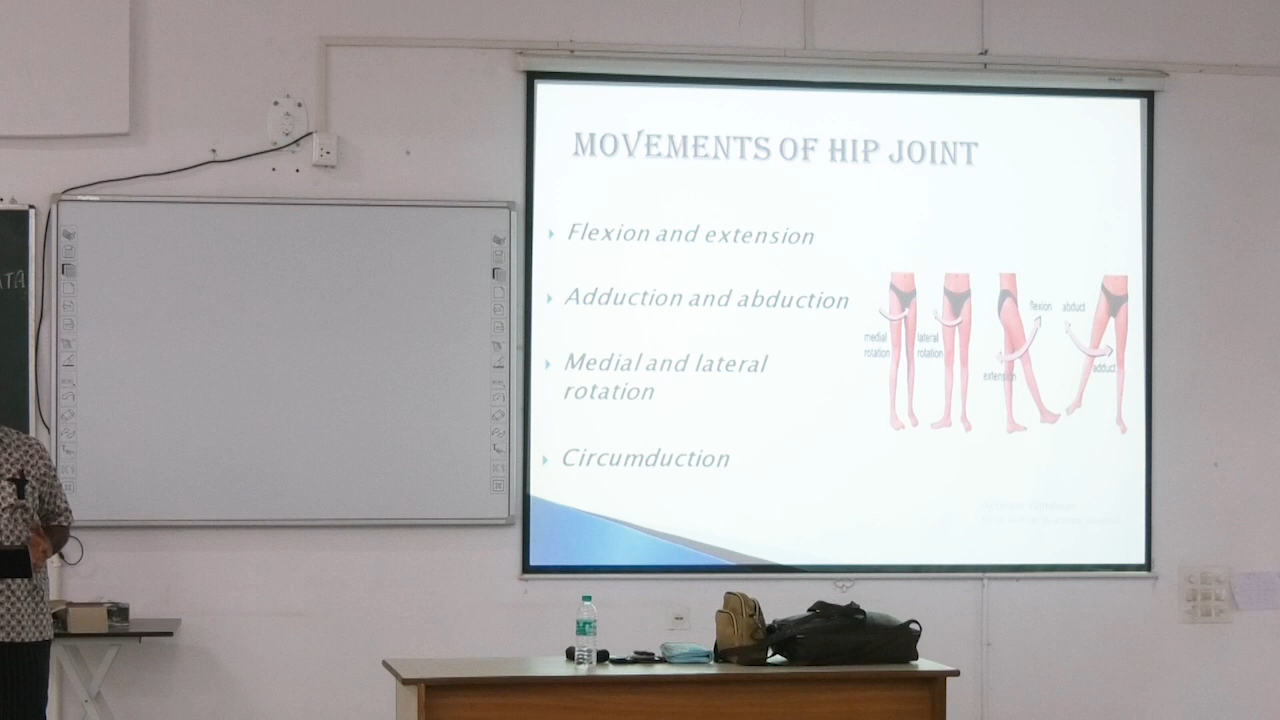 MOVEMENTS OF HIP JOINT
Flexion and extension
Adduction and abduction
Medial and lateral
rotation
Circumduction
medial
rotation
lateral
rotation
flexion
extension
abduct
adduct
ATA